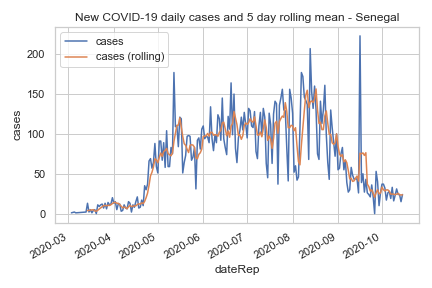 New COVID-19 daily cases and 5 day rolling mean - Senegal
cases
cases (rolling)
200
150
100
50
0
cases
2020-03
2020-04
2020-05
2020-06
2020-07
2020-08
2020-09
2020-10
dateRep